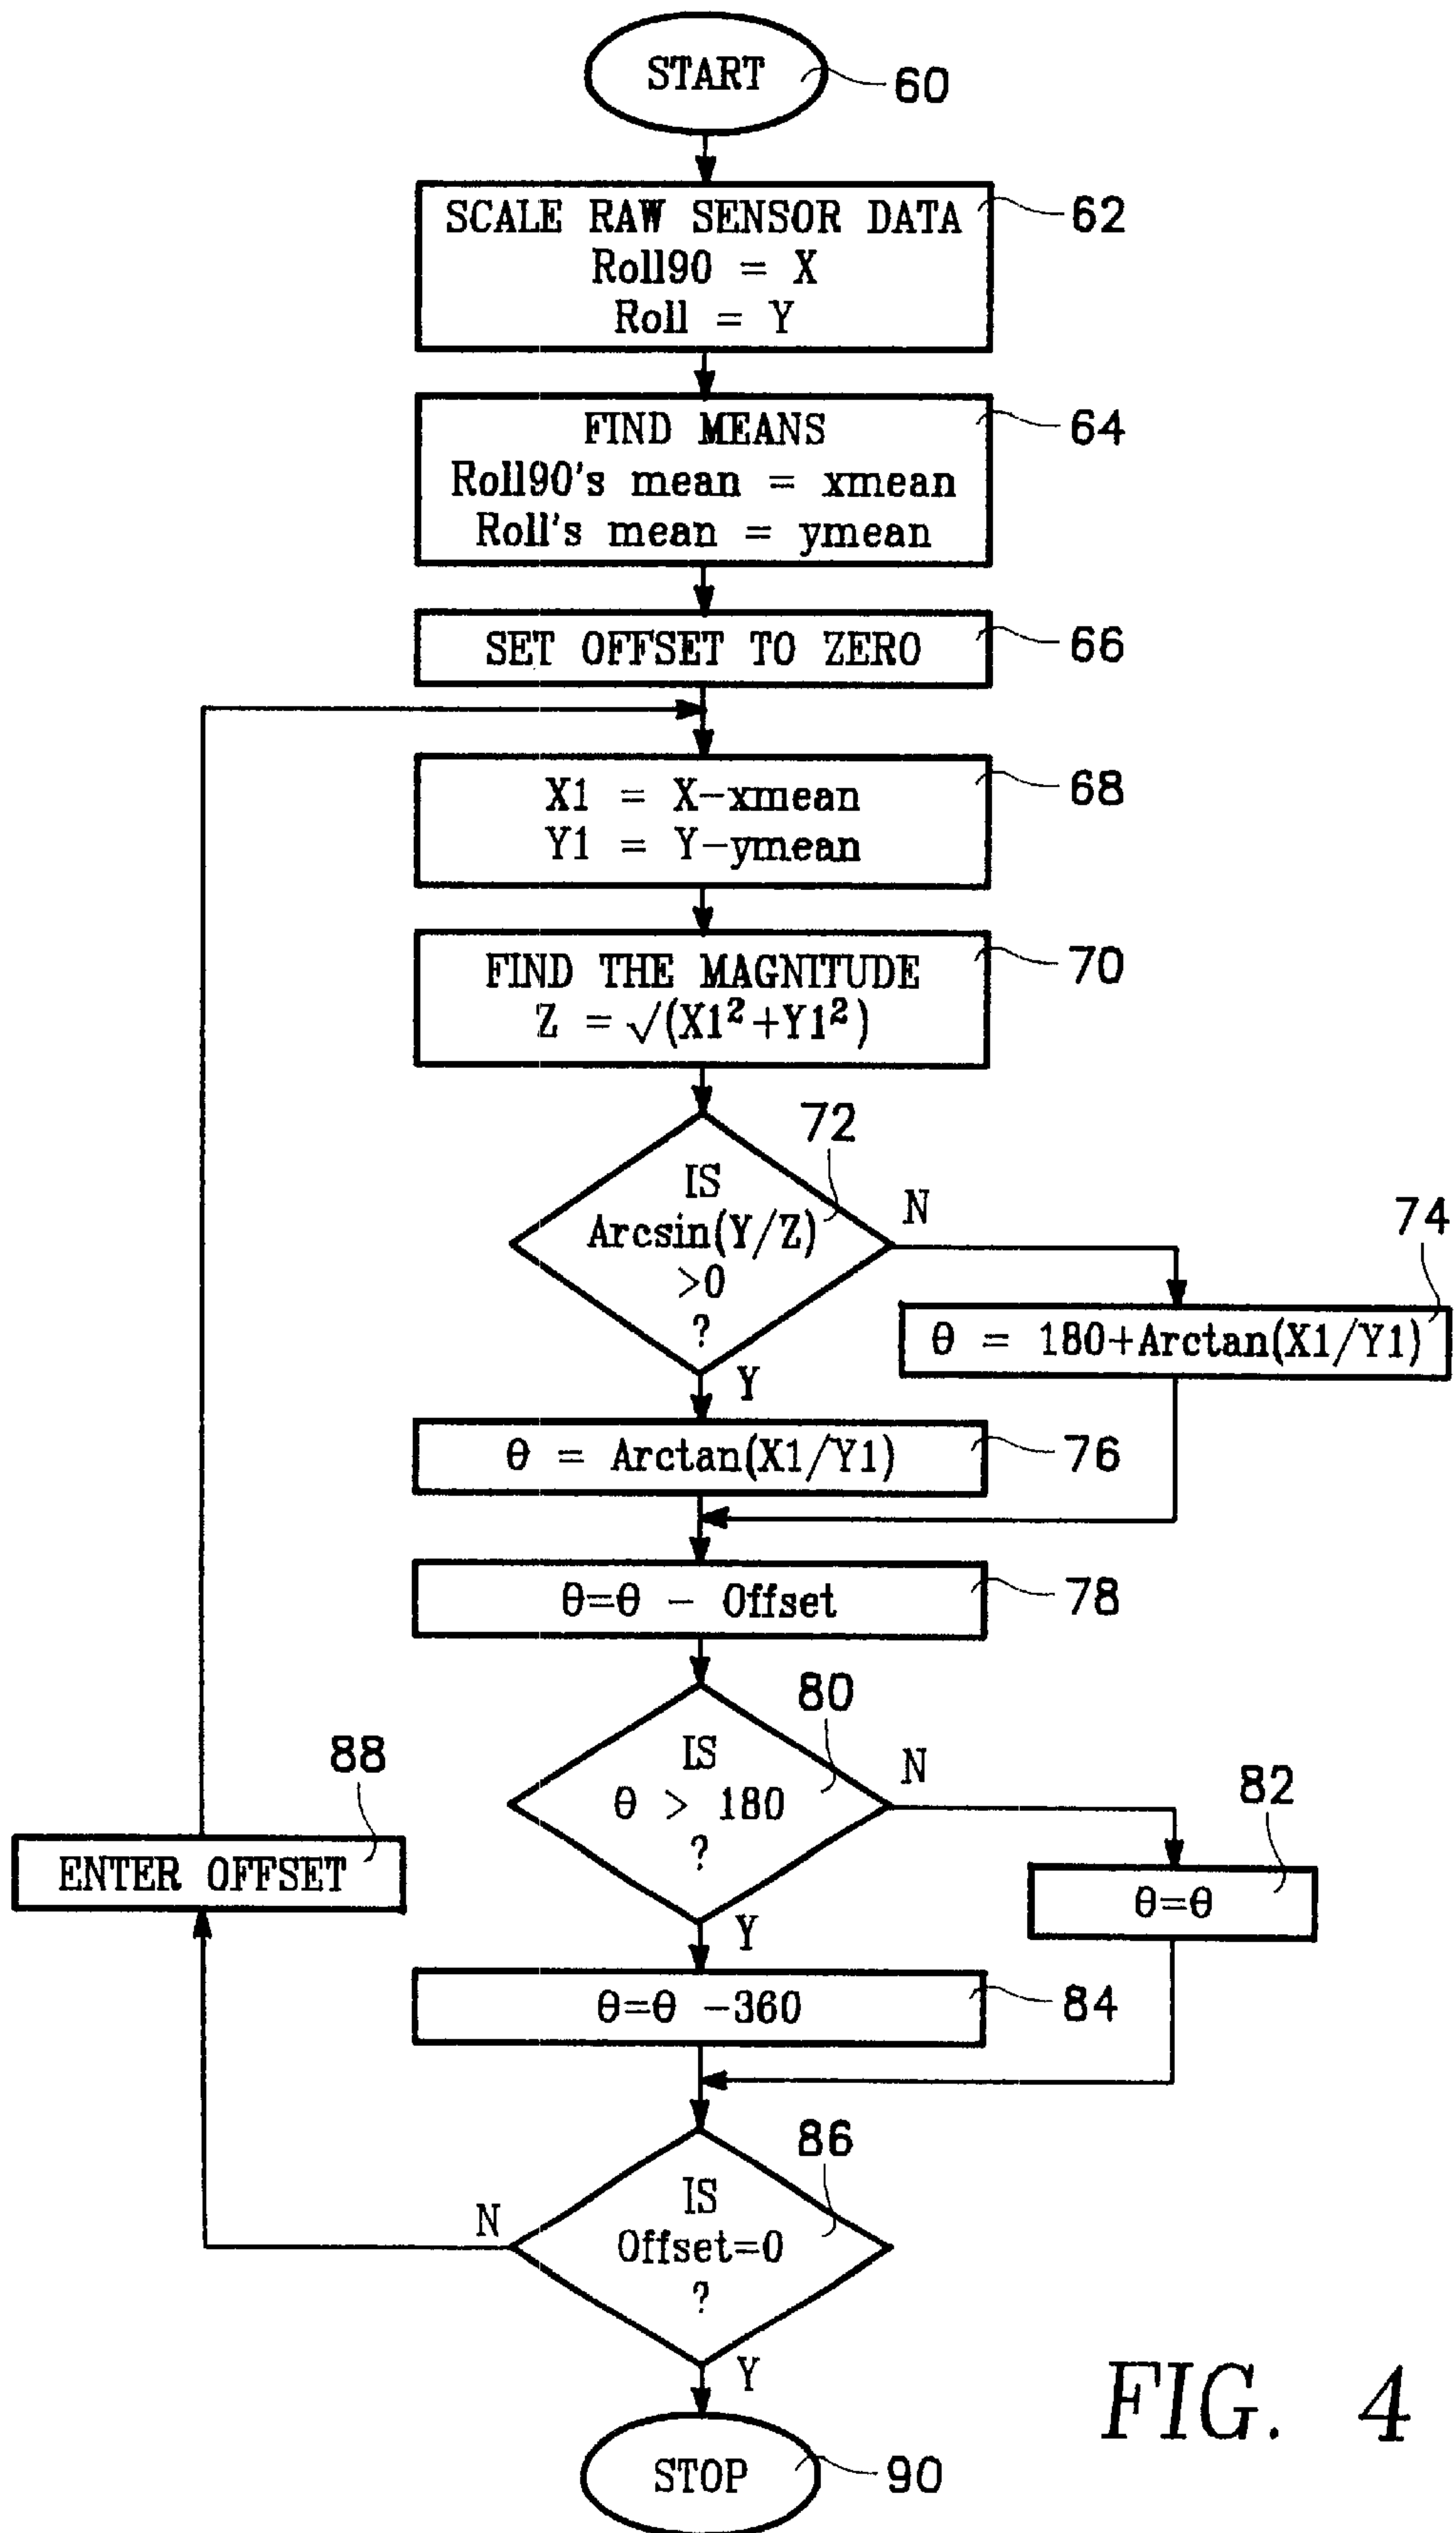 START
60
SCALE RAW SENSOR DATA
Roll90 = X
Roll = Y
62
FIND MEANS
Roll90's mean = xmean
Roll's mean = ymean
64
SET OFFSET TO ZERO
66
X1 = X-xmean
Y1 = Y-ymean
68
FIND THE MAGNITUDE
Z = √(X1²+Y1²)
70
72
IS
Arcsin(Y/Z)
>0
?
N
Y
74
θ = 180+Arctan(X1/Y1)
θ = Arctan(X1/Y1)
76
θ=θ - Offset
78
80
IS
θ > 180
?
N
Y
82
θ=θ
88
ENTER OFFSET
θ=θ -360
84
86
IS
Offset=0
?
N
Y
STOP
90
FIG. 4